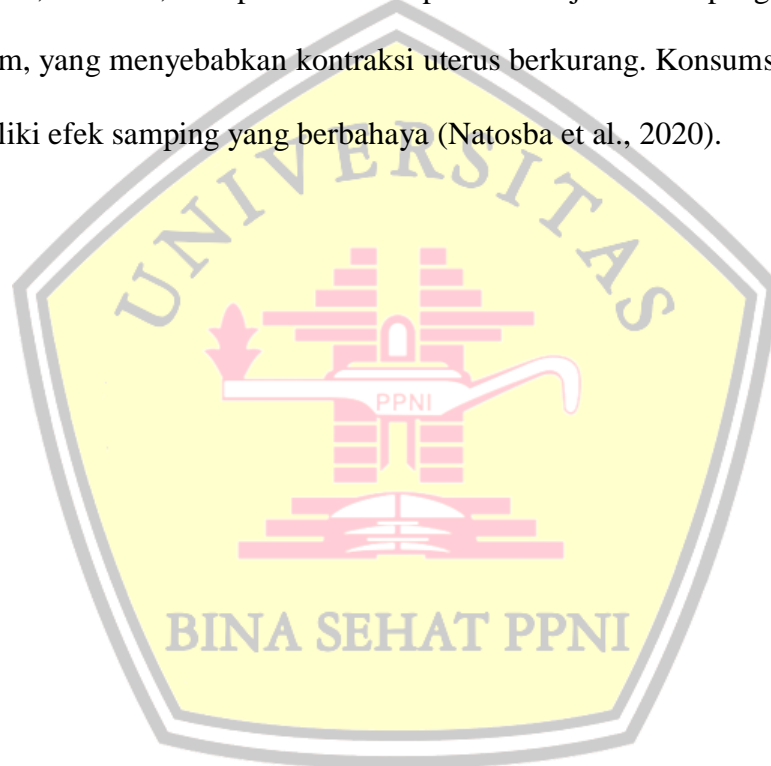 m, yang menyebabkan kontraksi uterus berkurang. Konsums
liki efek samping yang berbahaya (Natosba et al., 2020).
UNIVERSITAS
PPNI
BINA SEHAT PPNI